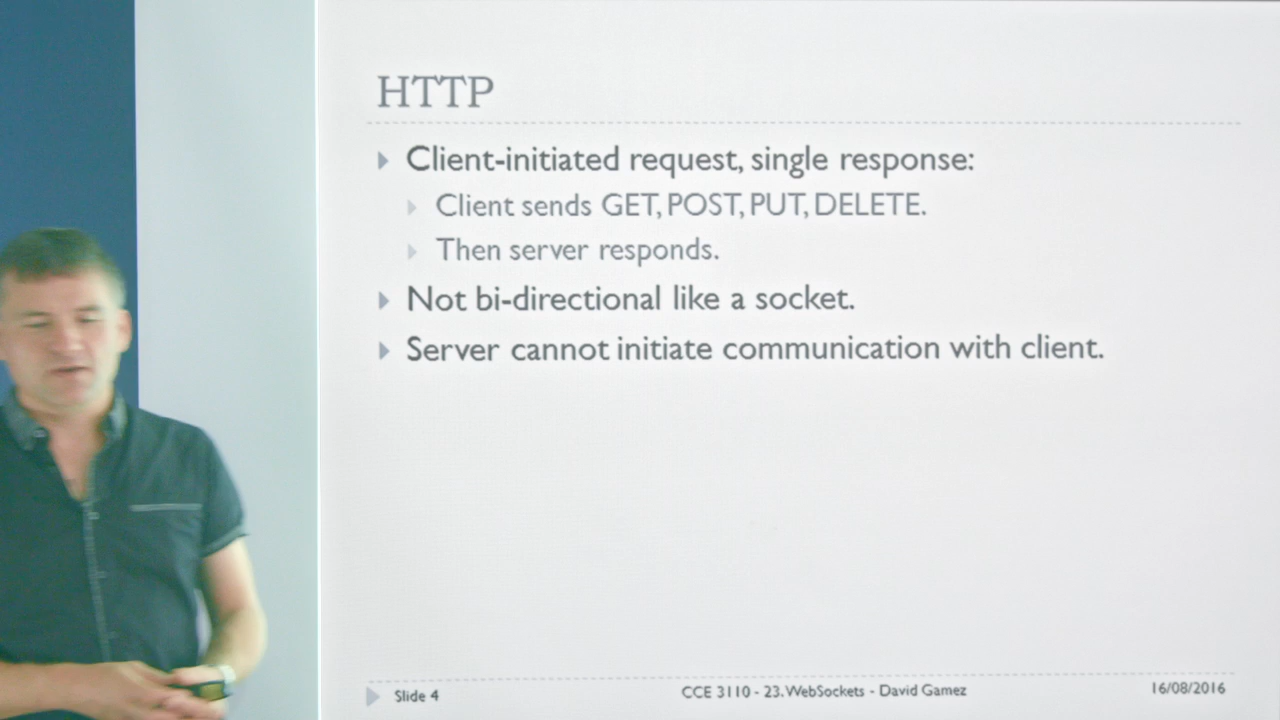 HTTP
Client-initiated request, single response:
Client sends GET, POST, PUT, DELETE.
Then server responds.
Not bi-directional like a socket.
Server cannot initiate communication with client.
Slide 4
CCE 3110 - 23. WebSockets - David Gamez
16/08/2016